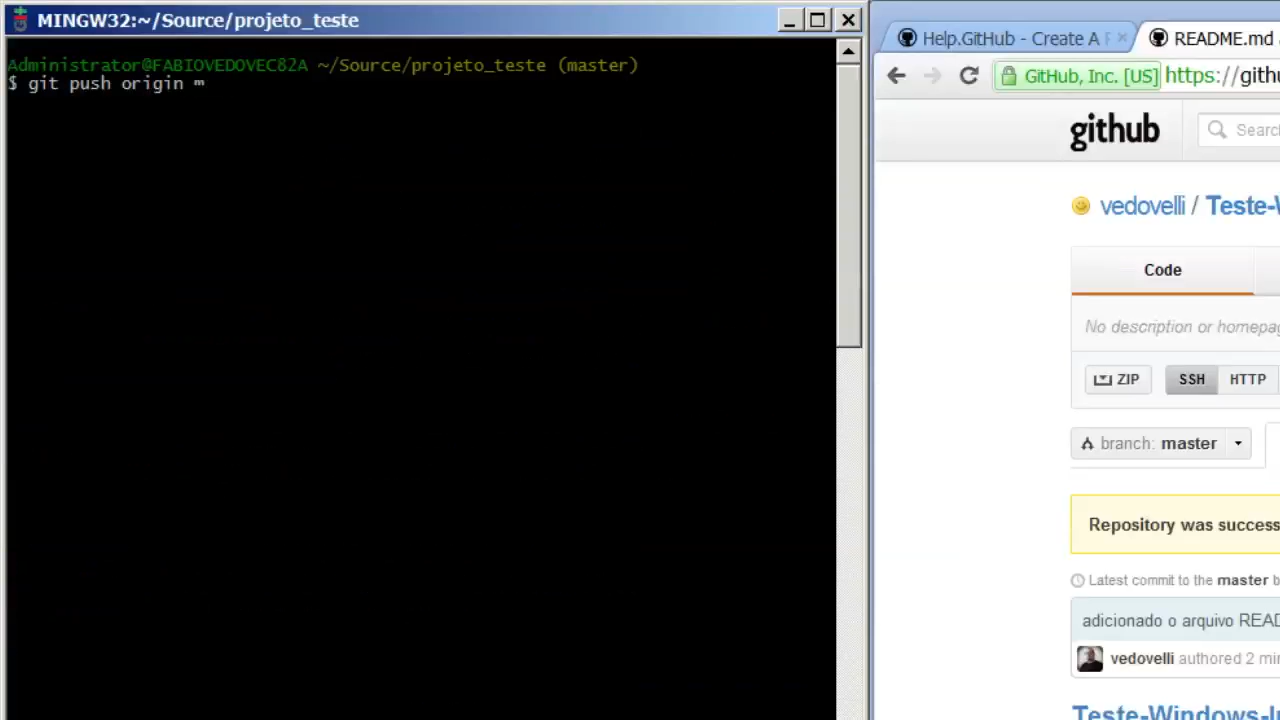 MINGW32:~/Source/projeto_teste
Administrator@FABIOVEDOVEC82A ~/Source/projeto_teste (master)
$ git push origin m
Help.GitHub - Create A
README.md
GitHub, Inc. [US] https://githu
github
Searc
vedovelli / Teste-W
Code
No description or homepag
ZIP SSH HTTP
branch: master
Repository was success
Latest commit to the master b
adicionado o arquivo READ
vedovelli authored 2 min
Teste-Windows-In